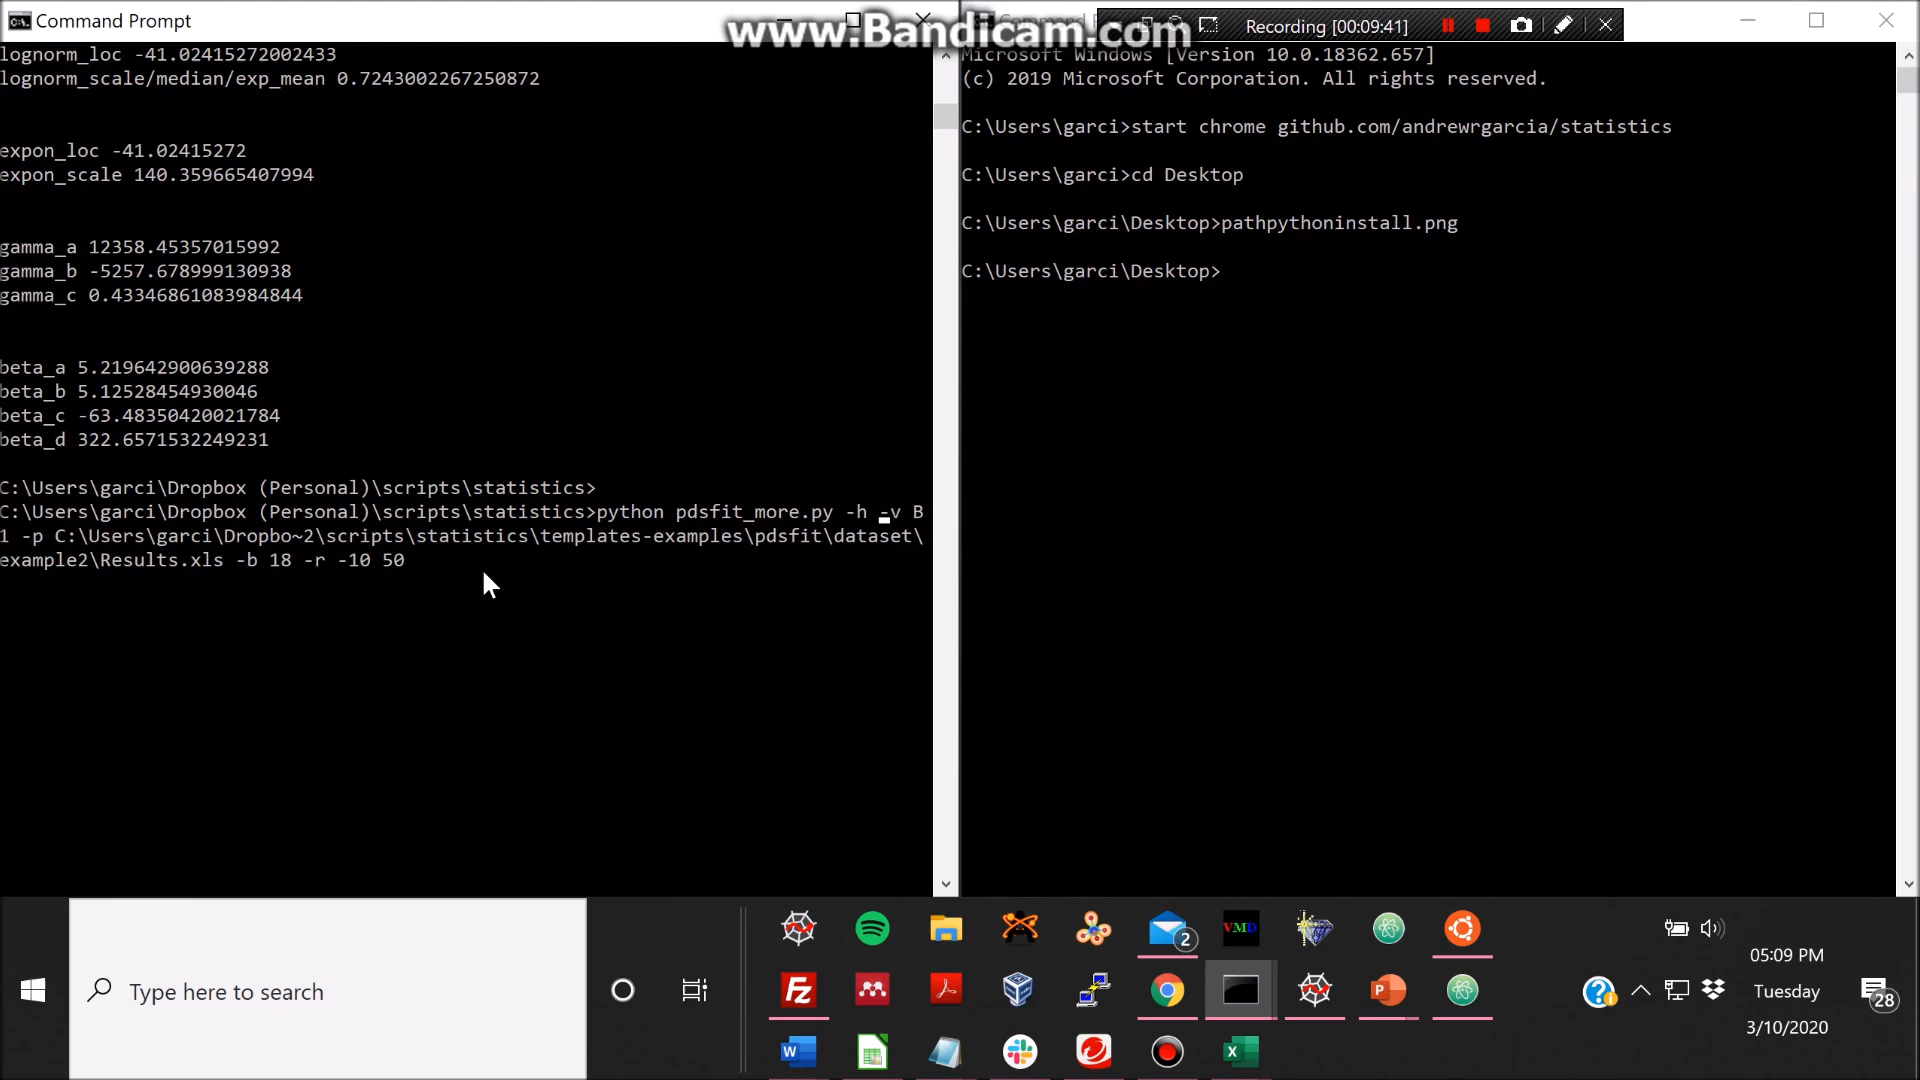 Command Prompt
www.Bandicam.com
Recording [00:09:41]
lognorm_loc -41.02415272002433
lognorm_scale/median/exp_mean 0.7243002267250872
expon_loc -41.02415272
expon_scale 140.359665407994
gamma_a 12358.45357015992
gamma_b -5257.678999130938
gamma_c 0.43346861083984844
beta_a 5.219642900639288
beta_b 5.12528454930046
beta_c -63.48350420021784
beta_d 322.6571532249231
C:\Users\garci\Dropbox (Personal)\scripts\statistics>
C:\Users\garci\Dropbox (Personal)\scripts\statistics>python pdsfit_more.py -h -v B
1 -p C:\Users\garci\Dropbo~2\scripts\statistics\templates-examples\pdsfit\dataset\
example2\Results.xls -b 18 -r -10 50
Microsoft Windows [Version 10.0.18362.657]
(c) 2019 Microsoft Corporation. All rights reserved.
C:\Users\garci>start chrome github.com/andrewrgarcia/statistics
C:\Users\garci>cd Desktop
C:\Users\garci\Desktop>pathpythoninstall.png
C:\Users\garci\Desktop>
Type here to search
2
VMD
Fz
P
W
X
05:09 PM
Tuesday
3/10/2020
28